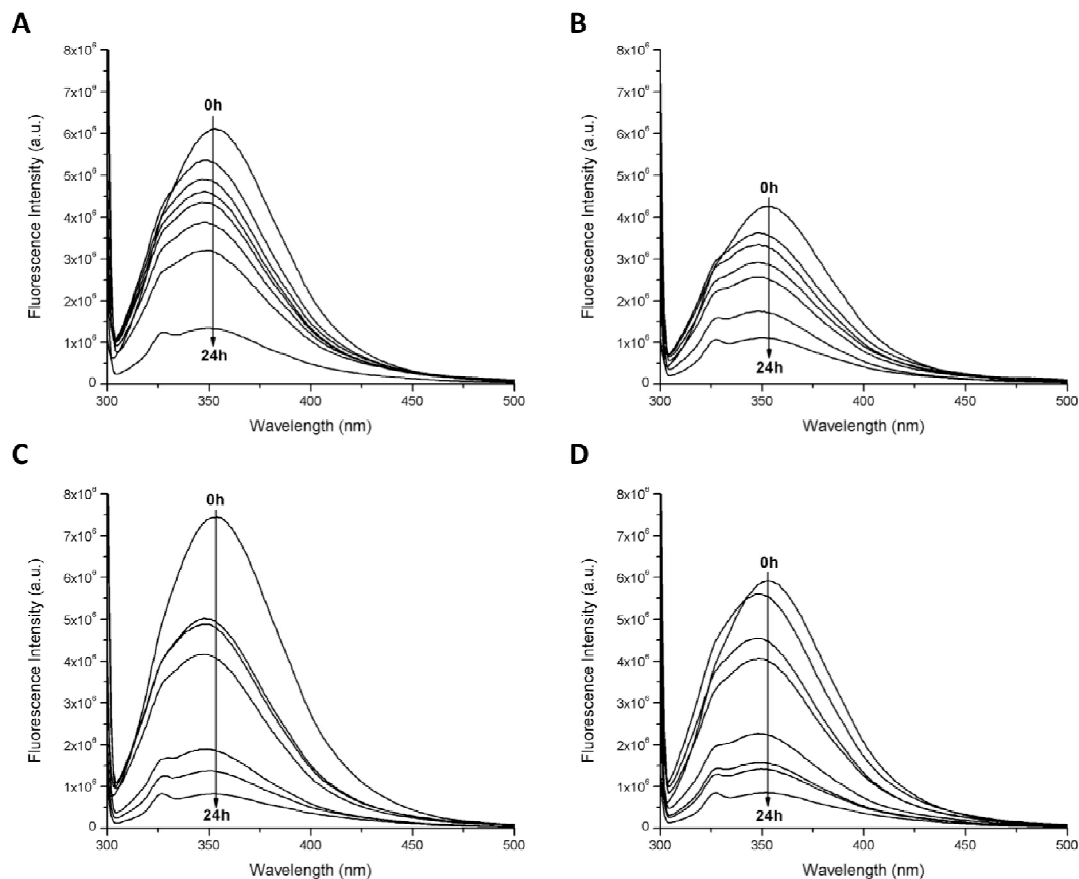 A
Fluorescence Intensity (a.u.)
8x10⁶
7x10⁶
6x10⁶
5x10⁶
4x10⁶
3x10⁶
2x10⁶
1x10⁶
0
0h
24h
300 350 400 450 500
Wavelength (nm)
B
Fluorescence Intensity (a.u.)
8x10⁶
7x10⁶
6x10⁶
5x10⁶
4x10⁶
3x10⁶
2x10⁶
1x10⁶
0
0h
24h
300 350 400 450 500
Wavelength (nm)
C
Fluorescence Intensity (a.u.)
8x10⁶
7x10⁶
6x10⁶
5x10⁶
4x10⁶
3x10⁶
2x10⁶
1x10⁶
0
0h
24h
300 350 400 450 500
Wavelength (nm)
D
Fluorescence Intensity (a.u.)
8x10⁶
7x10⁶
6x10⁶
5x10⁶
4x10⁶
3x10⁶
2x10⁶
1x10⁶
0
0h
24h
300 350 400 450 500
Wavelength (nm)